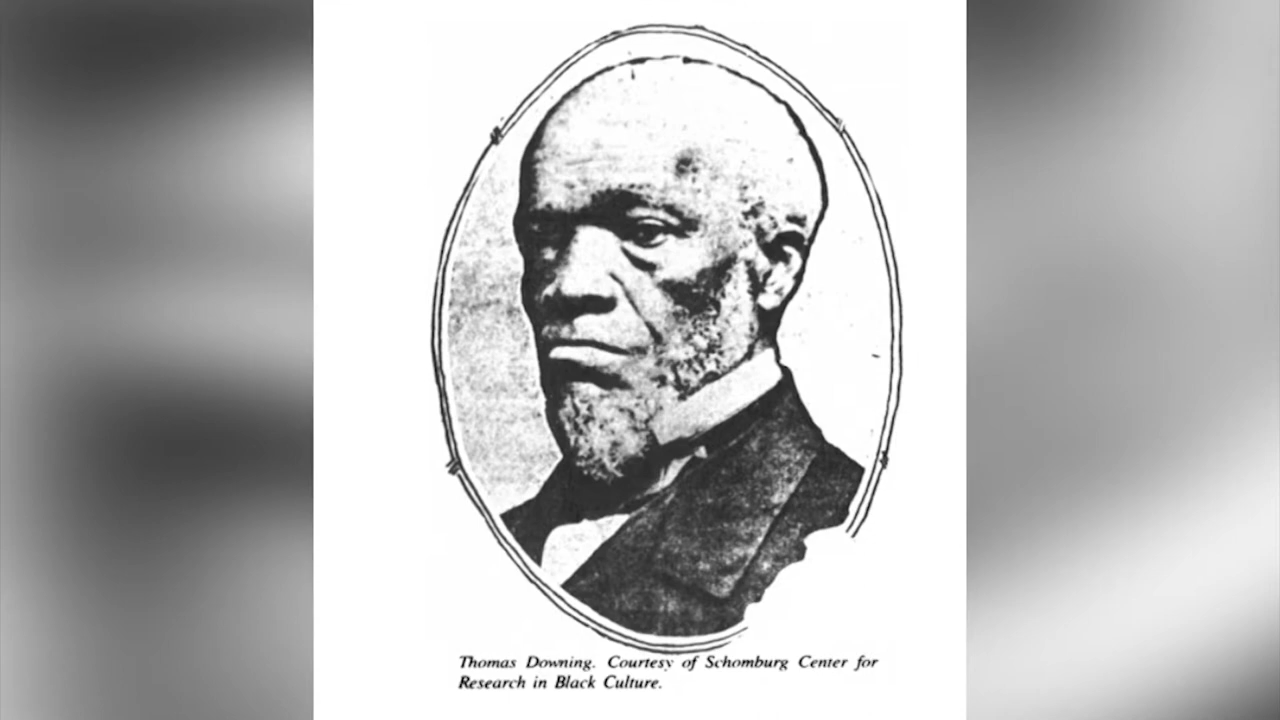 Thomas Downing. Courtesy of Schomburg Center for
Research in Black Culture.